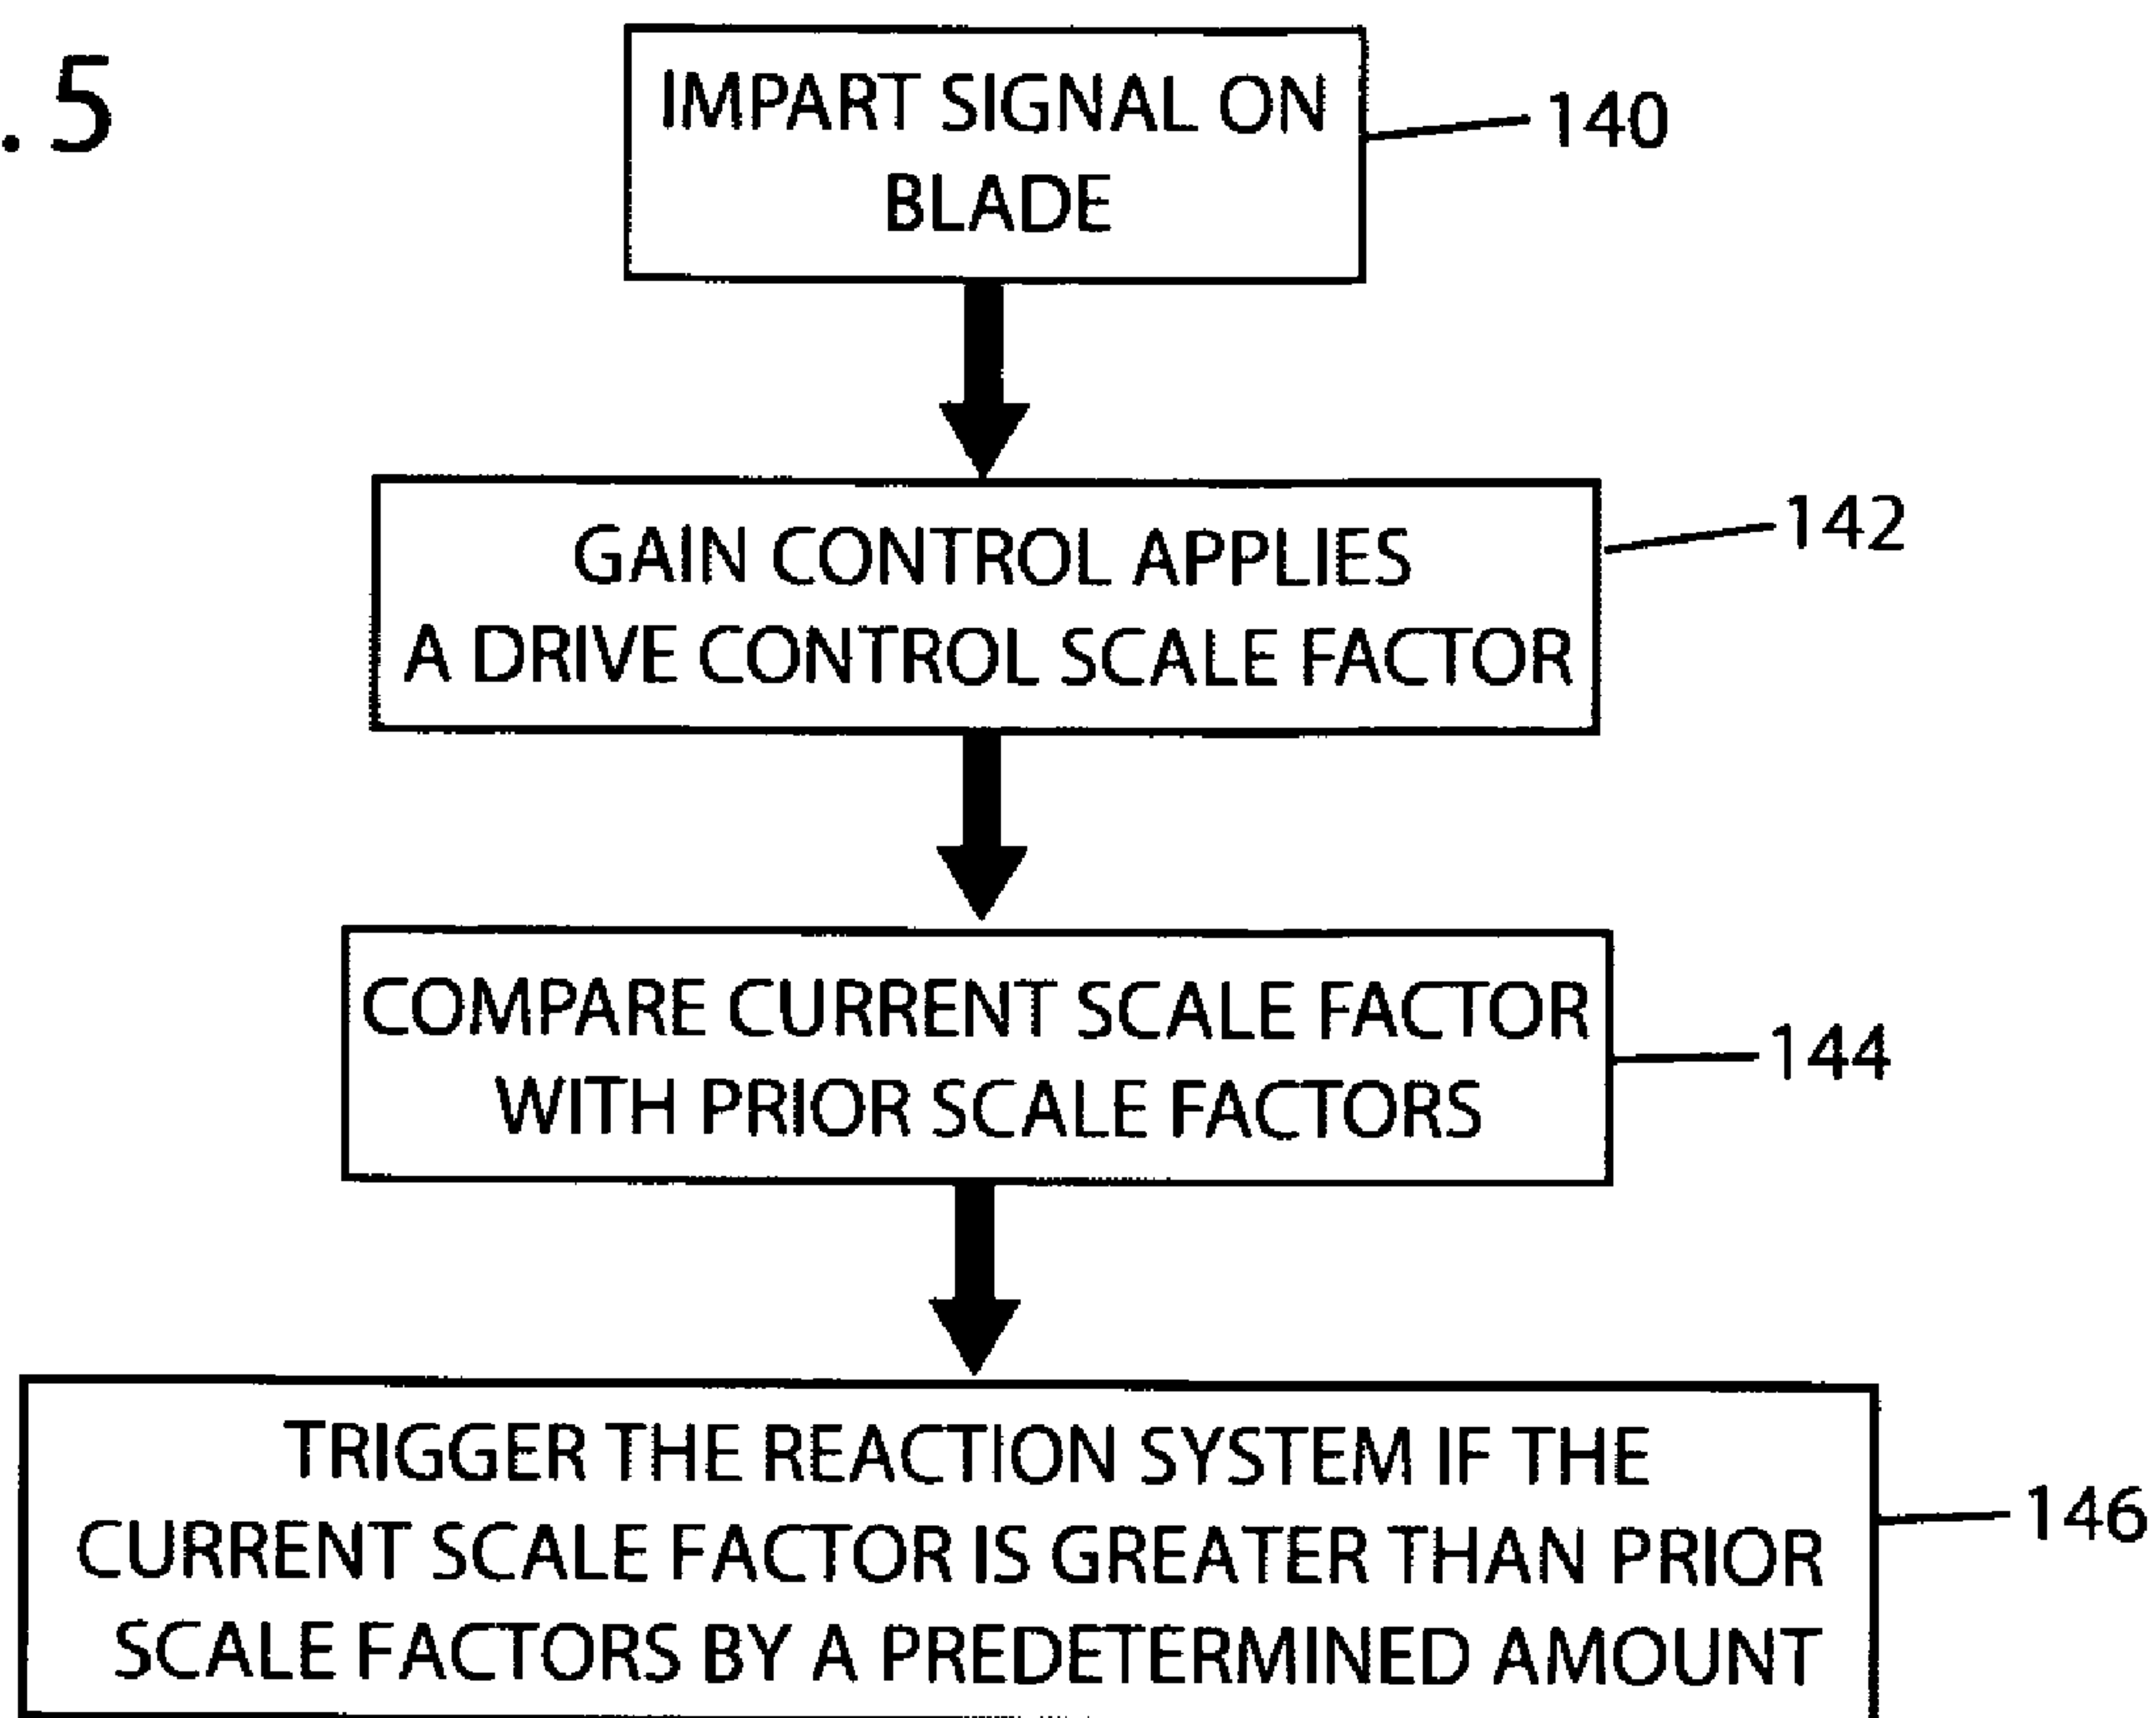 .5
IMPART SIGNAL ON
BLADE
140
GAIN CONTROL APPLIES
A DRIVE CONTROL SCALE FACTOR
142
COMPARE CURRENT SCALE FACTOR
WITH PRIOR SCALE FACTORS
144
TRIGGER THE REACTION SYSTEM IF THE
CURRENT SCALE FACTOR IS GREATER THAN PRIOR
SCALE FACTORS BY A PREDETERMINED AMOUNT
146